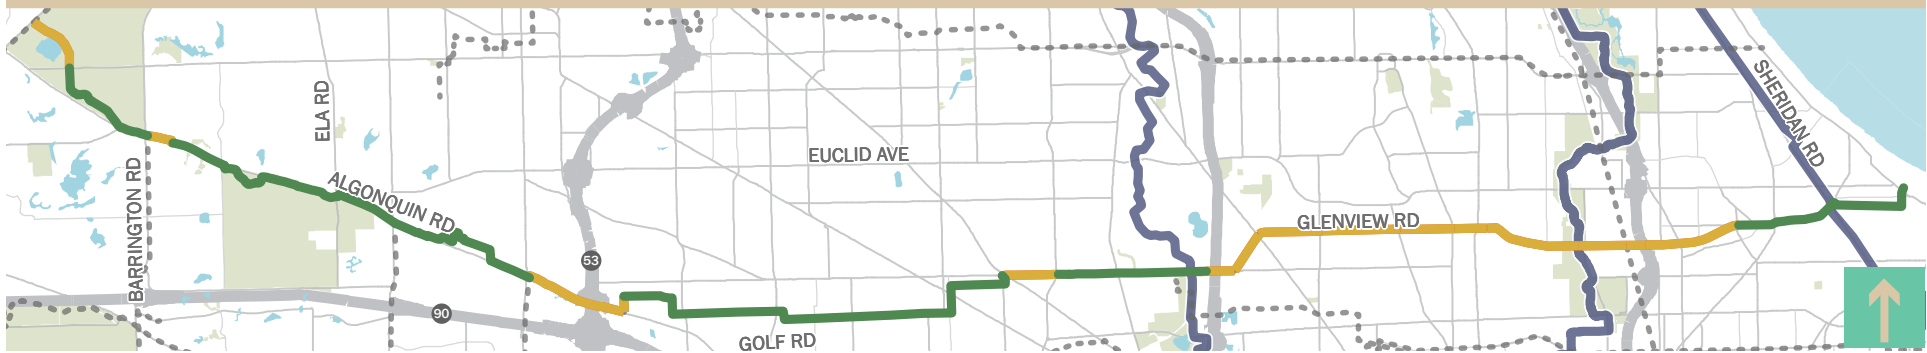 SHERIDAN RD
ELA RD
EUCLID AVE
BARRINGTON RD
ALGONQUIN RD
GLENVIEW RD
53
90
GOLF RD